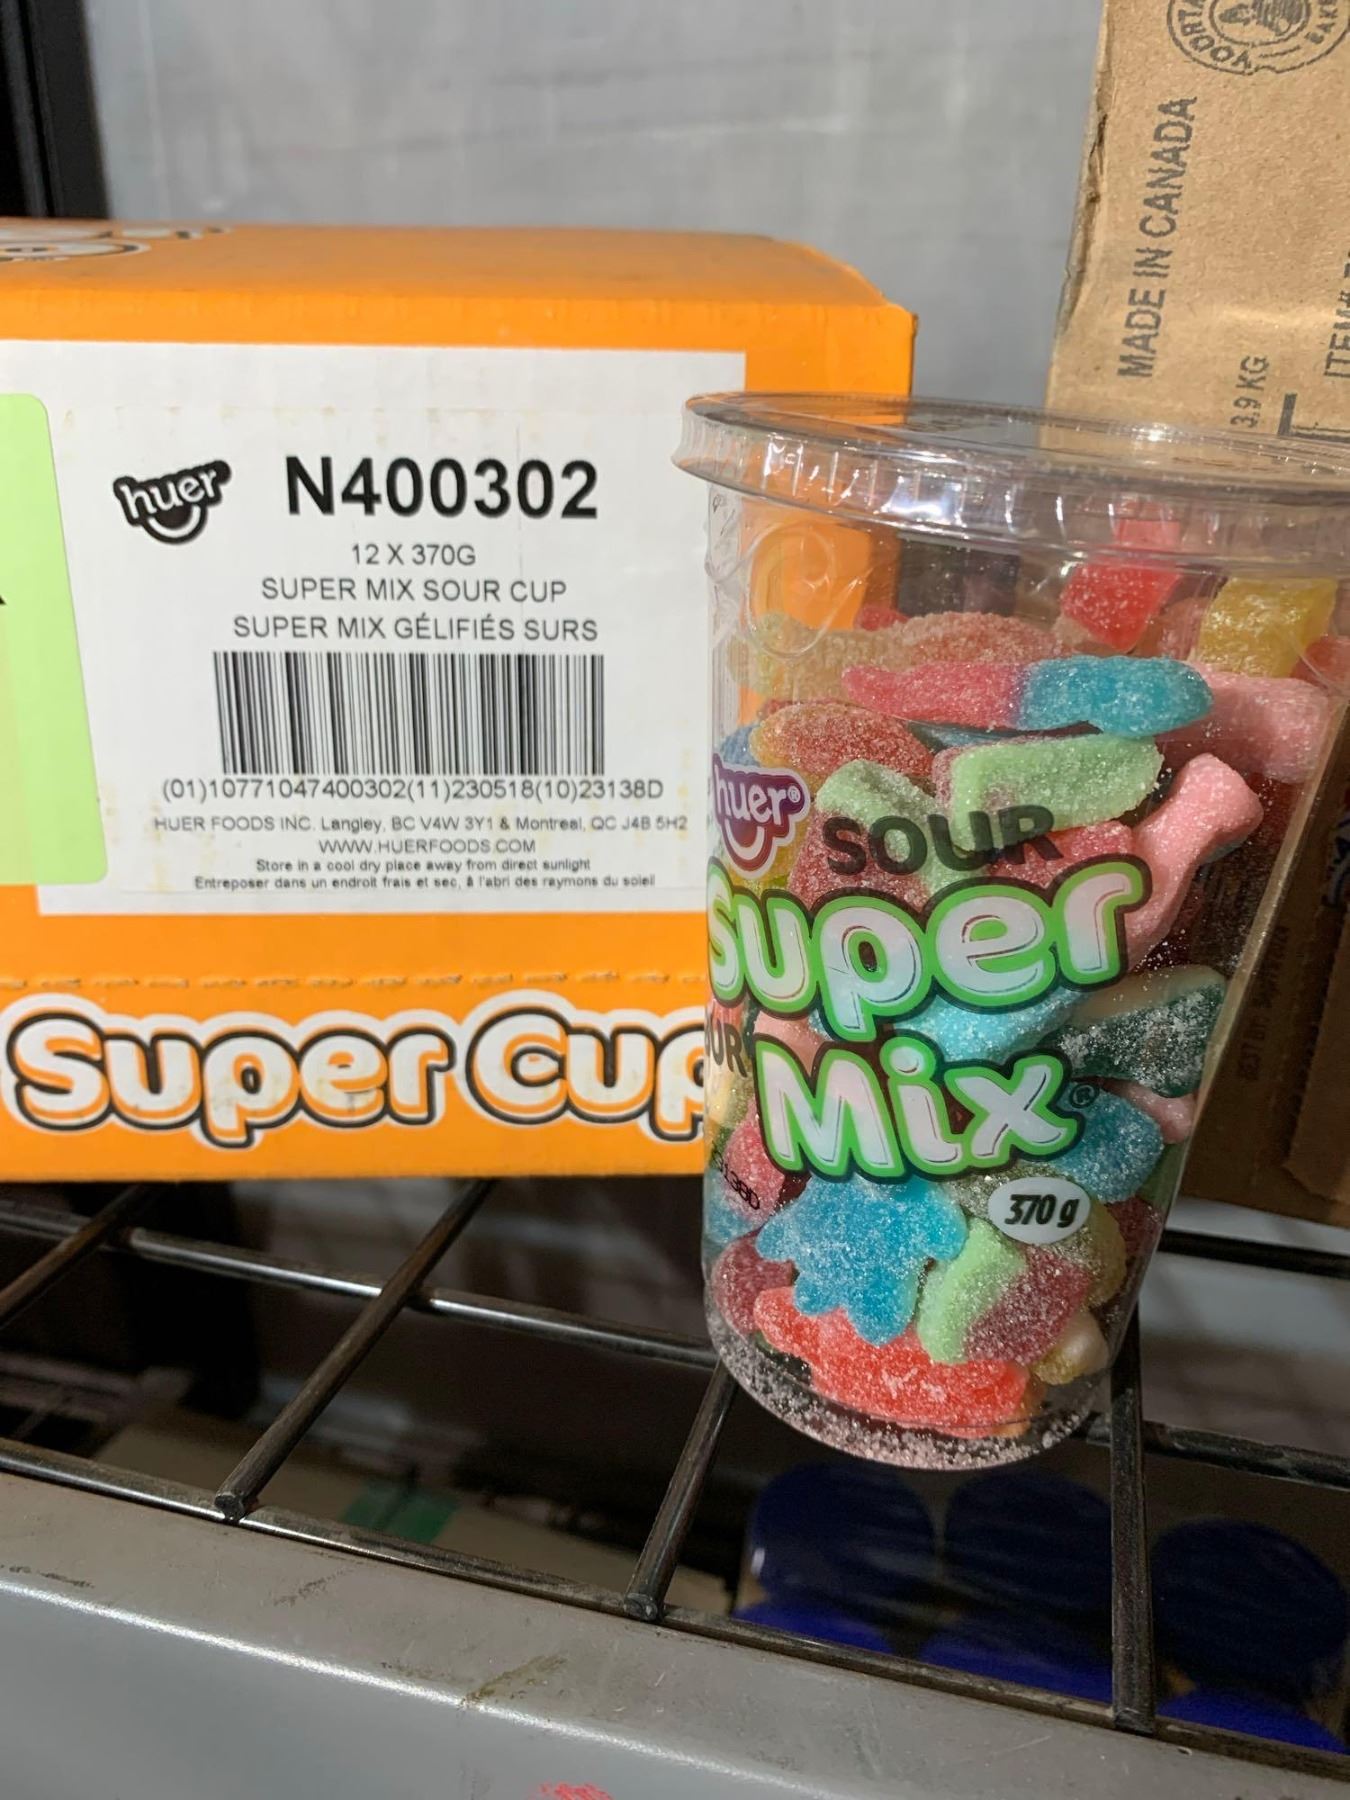 huer
N400302
12 X 370G
SUPER MIX SOUR CUP
SUPER MIX GÉLIFIÉS SURS
(01)10771047400302(11)230518(10)23138D
HUER FOODS INC. Langley, BC V4W 3Y1 & Montreal, QC J4B 5H2
WWW.HUERFOODS.COM
Store in a cool dry place away from direct sunlight
Entreposer dans un endroit frais et sec, à l'abri des raymons du soleil
Super Cup
huer®
SOUR
Super
Mix®
370 g
MADE IN CANADA
3.9 KG
ITEM#